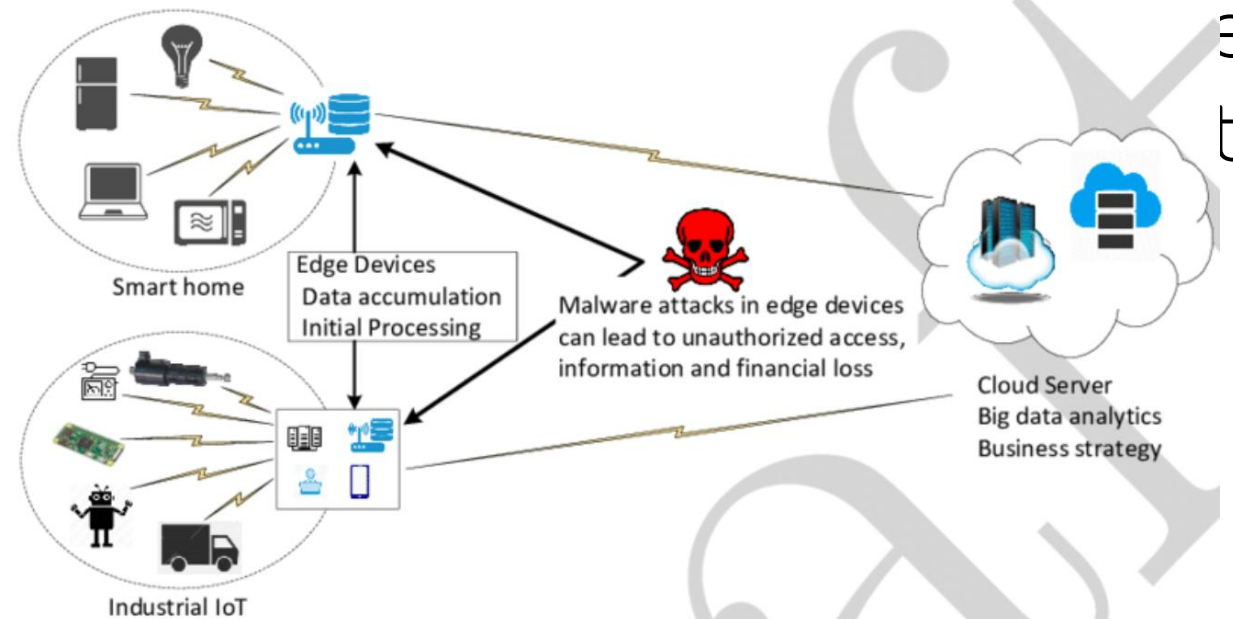 Smart home
Edge Devices
Data accumulation
Initial Processing
Malware attacks in edge devices
can lead to unauthorized access,
information and financial loss
Cloud Server
Big data analytics
Business strategy
Industrial IoT